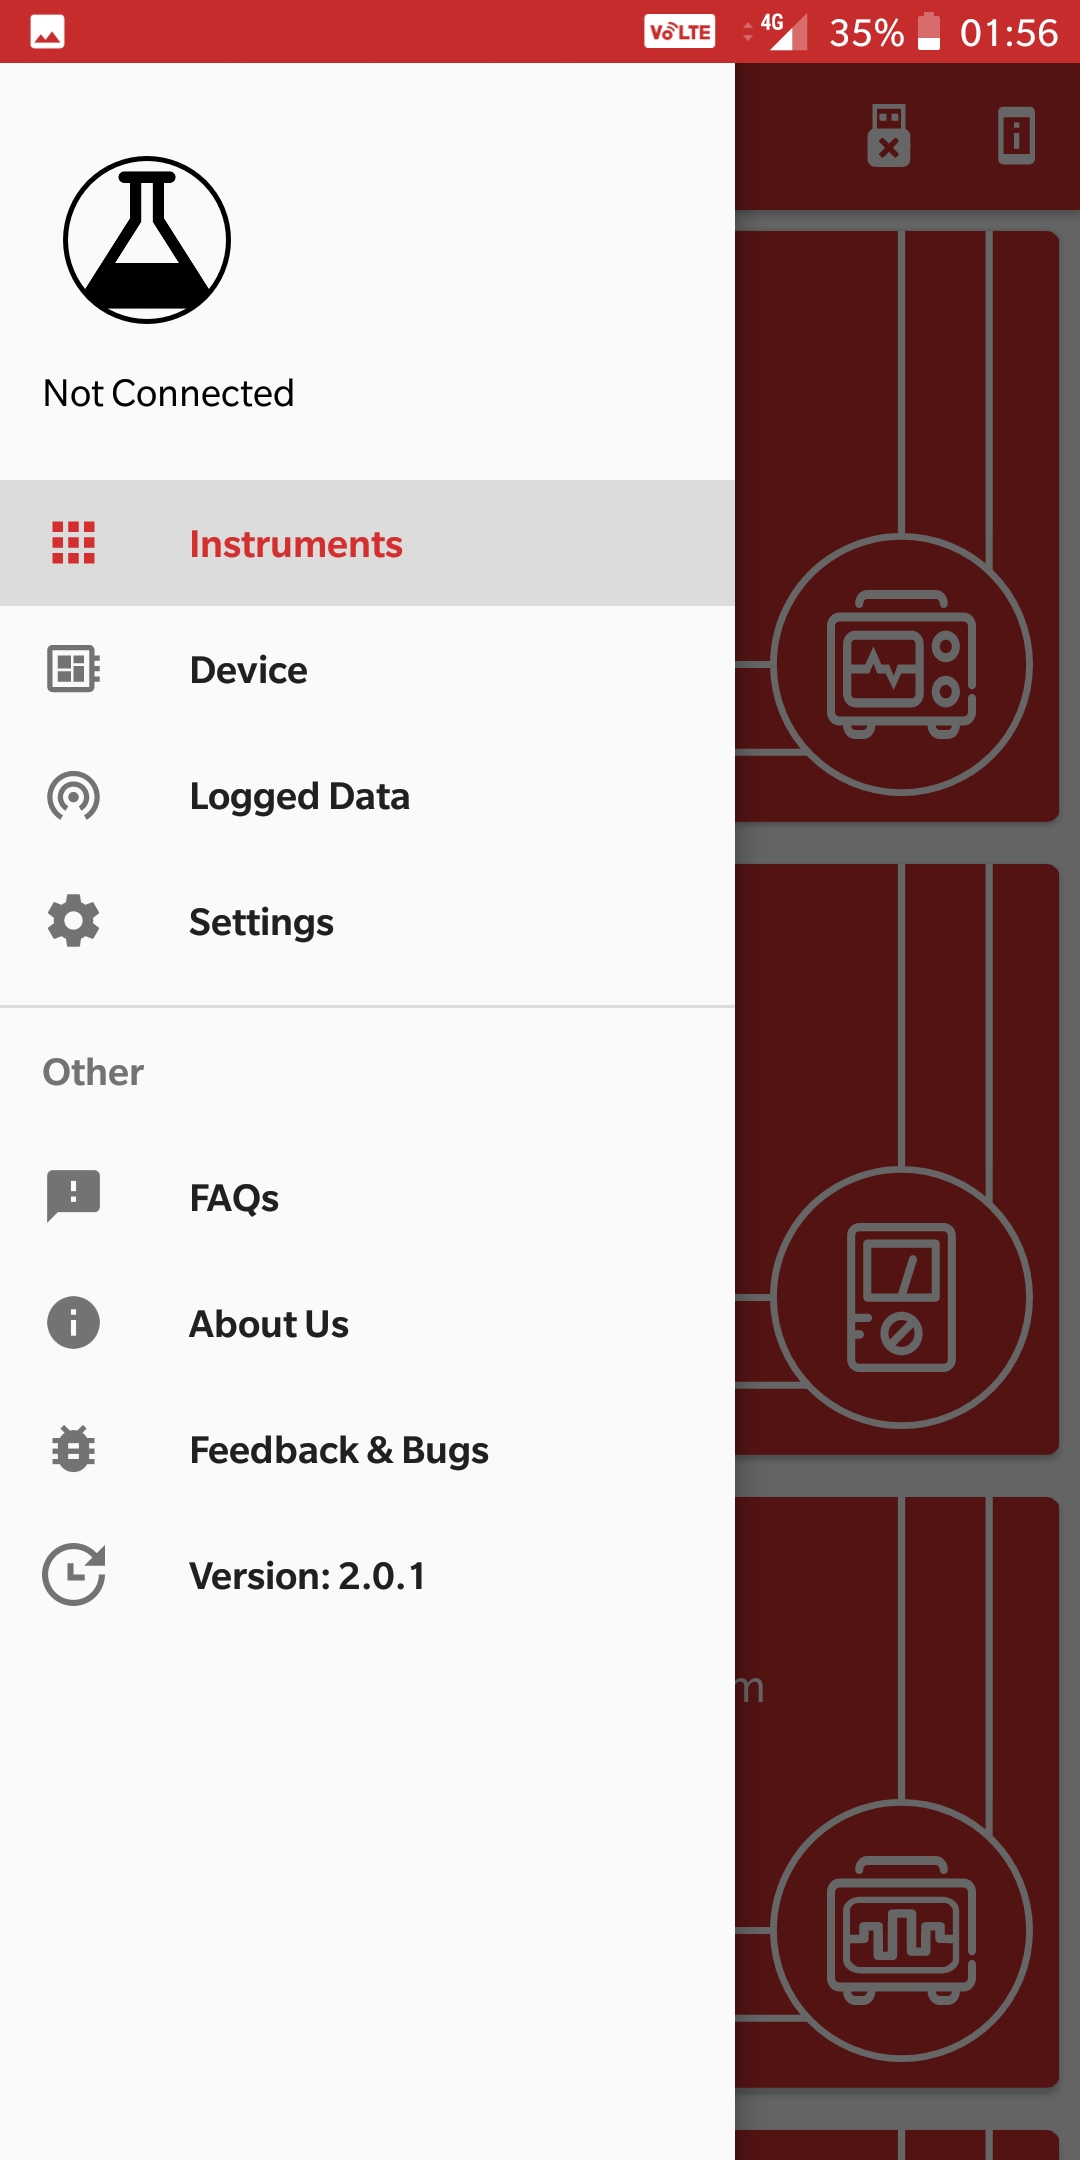 VoLTE 4G 35% 01:56
Not Connected
Instruments
Device
Logged Data
Settings
Other
FAQs
About Us
Feedback & Bugs
Version: 2.0.1
m